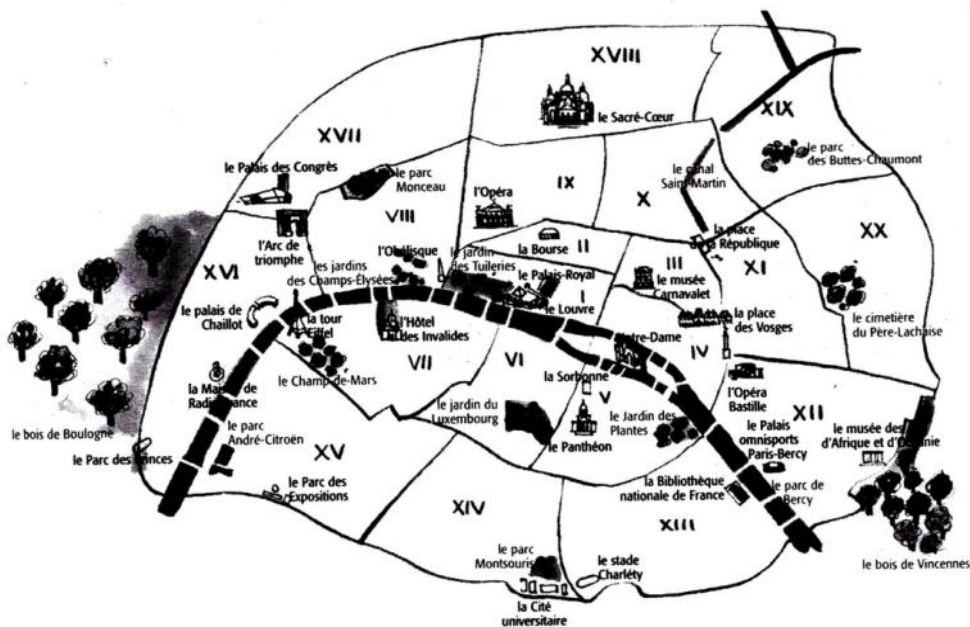 XVIII
le Sacré-Cœur
XIX
le parc
des Buttes-Chaumont
XVII
le Palais des Congrès
le parc
Monceau
VIII
l'Opéra
IX
X
le canal
Saint-Martin
la Bourse
II
la place
de la République
XX
l'Arc de
triomphe
l'Obélisque
le jardin
des Tuileries
les jardins
des Champs-Élysées
le Palais-Royal
I
le Louvre
III
le musée
Carnavalet
XI
XVI
le palais de
Chaillot
la tour
Eiffel
l'Hôtel
des Invalides
la place
des Vosges
le cimetière
du Père-Lachaise
Notre-Dame
IV
VII
VI
la Sorbonne
V
l'Opéra
Bastille
le Champ-de-Mars
la Maison de
Radio-France
le jardin du
Luxembourg
le Panthéon
le Jardin des
Plantes
XII
le Palais
omnisports
Paris-Bercy
le musée des
d'Afrique et d'Océanie
le bois de Boulogne
le parc
André-Citroën
le Parc des Princes
XV
le Parc des
Expositions
la Bibliothèque
nationale de France
le parc de
Bercy
XIV
XIII
le parc
Montsouris
le stade
Charléty
la Cité
universitaire
le bois de Vincennes